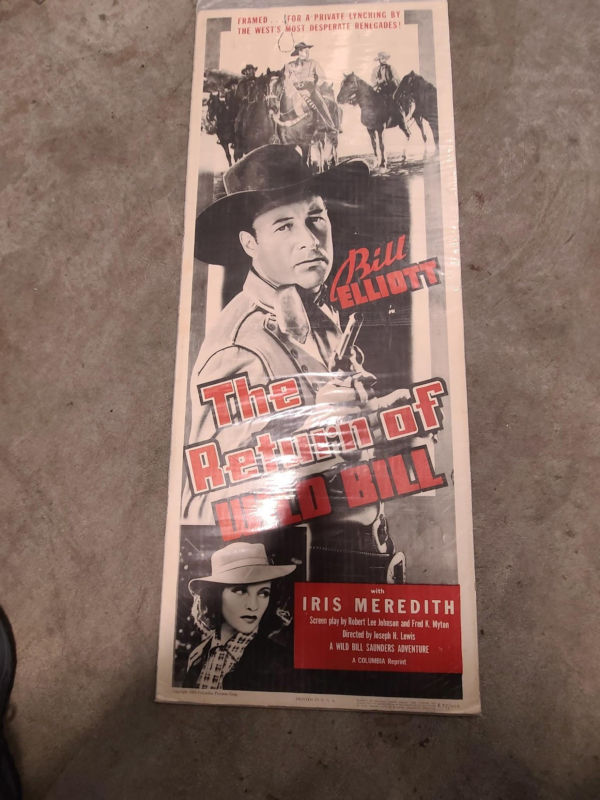 FRAMED... FOR A PRIVATE LYNCHING BY
THE WEST'S MOST DESPERATE RENEGADES!
Bill
ELLIOTT
The
Return of
WILD BILL
with
IRIS MEREDITH
Screen play by Robert Lee Johnson and Fred K. Myton
Directed by Joseph H. Lewis
A WILD BILL SAUNDERS ADVENTURE
A COLUMBIA Reprint